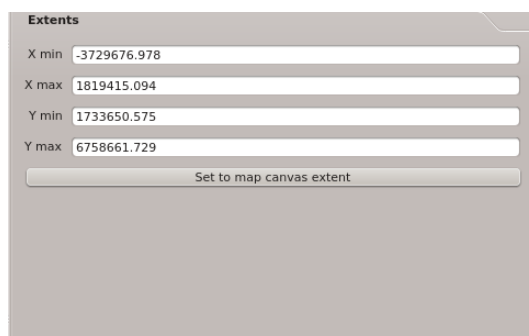 Extents
X min -3729676.978
X max 1819415.094
Y min 1733650.575
Y max 6758661.729
Set to map canvas extent